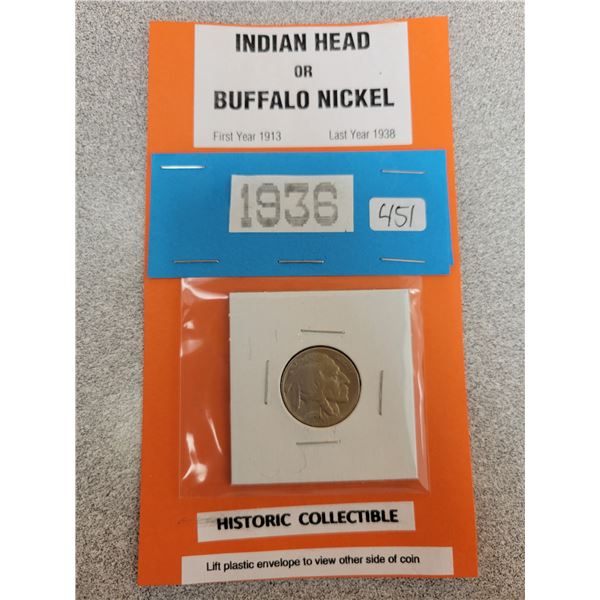 INDIAN HEAD
OR
BUFFALO NICKEL
First Year 1913 Last Year 1938
1936
451
HISTORIC COLLECTIBLE
Lift plastic envelope to view other side of coin